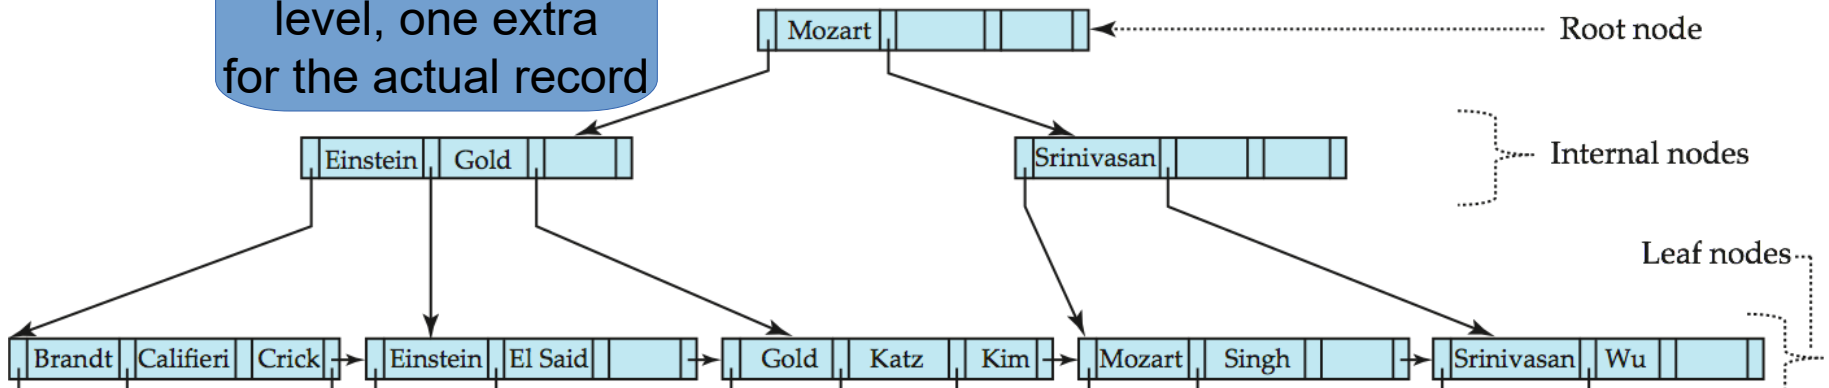 level, one extra
for the actual record
Mozart
Root node
Einstein Gold
Srinivasan
Internal nodes
Leaf nodes
Brandt Califieri Crick Einstein El Said Gold Katz Kim Mozart Singh Srinivasan Wu